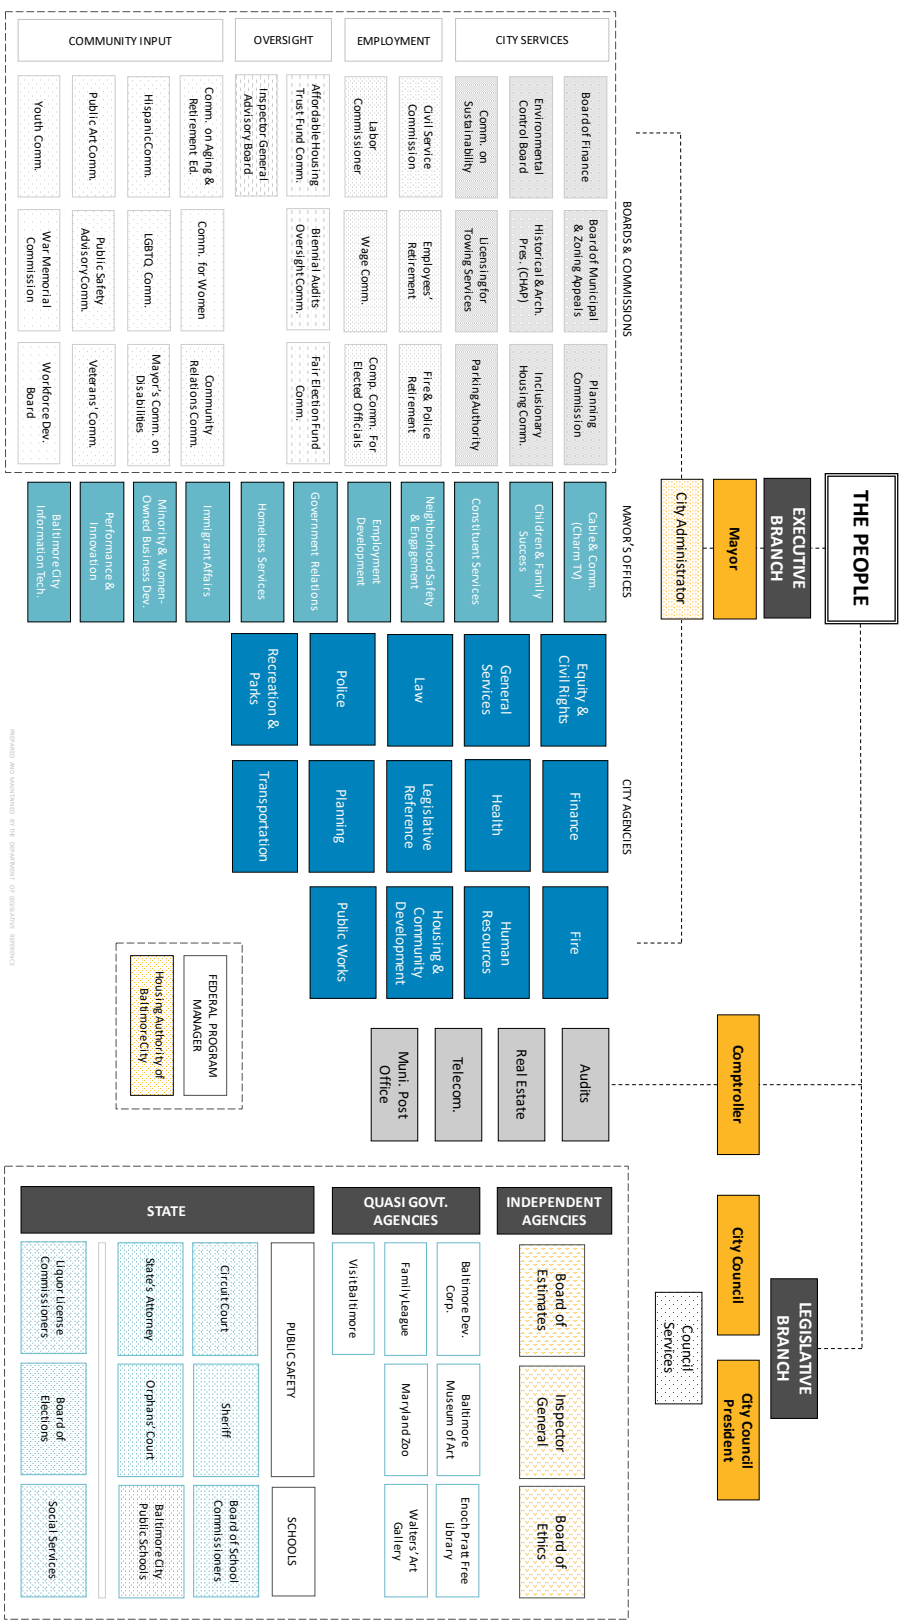 THE PEOPLE
EXECUTIVE
BRANCH
Mayor
City Administrator
Comptroller
LEGISLATIVE
BRANCH
City Council
City Council
President
Council
Services
BOARDS & COMMISSIONS
CITY SERVICES
Board of Finance
Board of Municipal
& Zoning Appeals
Planning
Commission
Environmental
Control Board
Historical & Arch.
Pres. (CHAP)
Inclusionary
Housing Comm.
Comm. on
Sustainability
Licensing for
Towing Services
Parking Authority
EMPLOYMENT
Civil Service
Commission
Employees'
Retirement
Fire & Police
Retirement
Labor
Commissioner
Wage Comm.
Comp. Comm. For
Elected Officials
OVERSIGHT
Affordable Housing
Trust Fund Comm.
Biennial Audits
Oversight Comm.
Fair Election Fund
Comm.
Inspector General
Advisory Board
COMMUNITY INPUT
Comm. on Aging &
Retirement Ed.
Comm. for Women
Community
Relations Comm.
Hispanic Comm.
LGBTQ Comm.
Mayor's Comm. on
Disabilities
Public Art Comm.
Public Safety
Advisory Comm.
Veterans' Comm.
Youth Comm.
War Memorial
Commission
Workforce Dev.
Board
MAYOR'S OFFICES
Cable & Comm.
(Charm TV)
Children & Family
Success
Constituent Services
Neighborhood Safety
& Engagement
Employment
Development
Government Relations
Homeless Services
Immigrant Affairs
Minority & Women-
Owned Business Dev.
Performance &
Innovation
Baltimore City
Information Tech.
CITY AGENCIES
Equity &
Civil Rights
Finance
Fire
General
Services
Health
Human
Resources
Law
Legislative
Reference
Housing &
Community
Development
Police
Planning
Public Works
Recreation &
Parks
Transportation
Audits
Real Estate
Telecom.
Muni. Post
Office
FEDERAL PROGRAM
MANAGER
Housing Authority of
Baltimore City
INDEPENDENT
AGENCIES
Board of
Estimates
Inspector
General
Board of
Ethics
QUASI GOVT.
AGENCIES
Baltimore Dev.
Corp.
Baltimore
Museum of Art
Enoch Pratt Free
Library
Family League
Maryland Zoo
Walters' Art
Gallery
Visit Baltimore
STATE
PUBLIC SAFETY
SCHOOLS
Circuit Court
Sheriff
Board of School
Commissioners
State's Attorney
Orphans' Court
Baltimore City
Public Schools
Liquor License
Commissioners
Board of
Elections
Social Services
PREPARED AND MAINTAINED BY THE DEPARTMENT OF LEGISLATIVE REFERENCE